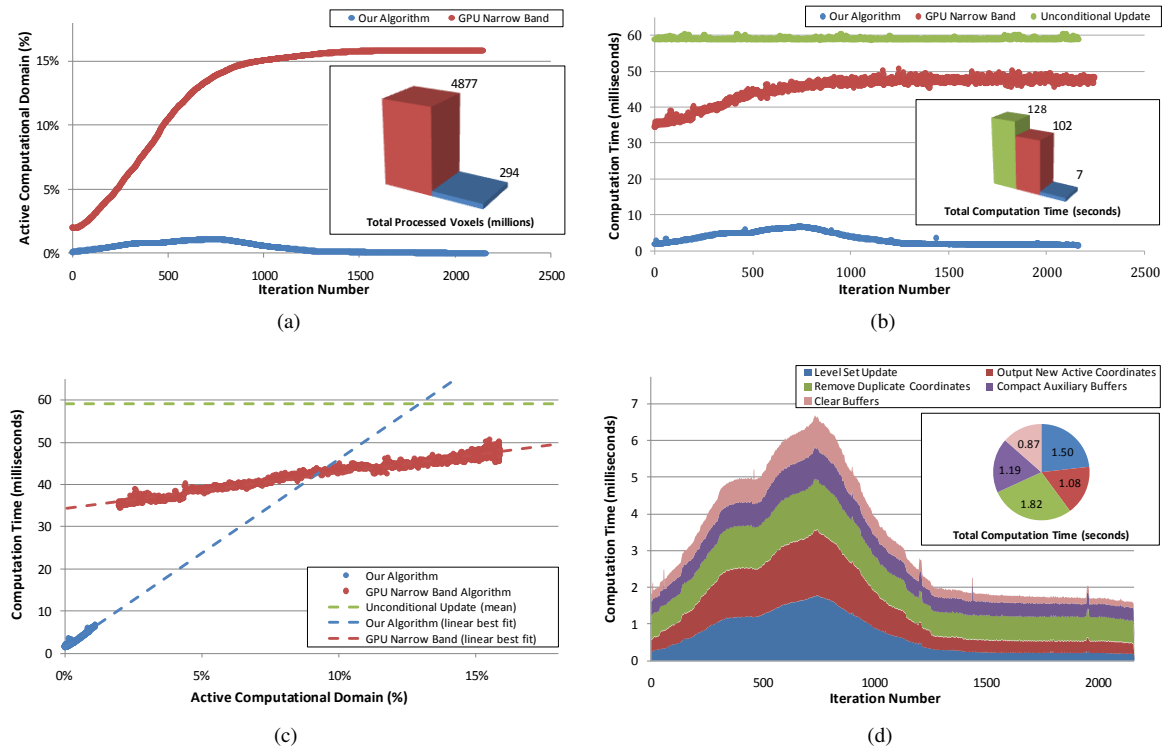 Our Algorithm GPU Narrow Band
Active Computational Domain (%)
15%
10%
5%
0%
4877
294
Total Processed Voxels (millions)
0 500 1000 1500 2000 2500
Iteration Number
(a)
Our Algorithm GPU Narrow Band Unconditional Update
Computation Time (milliseconds)
60
50
40
30
20
10
0
128
102
7
Total Computation Time (seconds)
0 500 1000 1500 2000 2500
Iteration Number
(b)
Computation Time (milliseconds)
60
50
40
30
20
10
0
Our Algorithm
GPU Narrow Band Algorithm
Unconditional Update (mean)
Our Algorithm (linear best fit)
GPU Narrow Band (linear best fit)
0% 5% 10% 15%
Active Computational Domain (%)
(c)
Level Set Update Output New Active Coordinates
Remove Duplicate Coordinates Compact Auxiliary Buffers
Clear Buffers
Computation Time (milliseconds)
7
6
5
4
3
2
1
0
0.87
1.50
1.19
1.08
1.82
Total Computation Time (seconds)
0 500 1000 1500 2000
Iteration Number
(d)